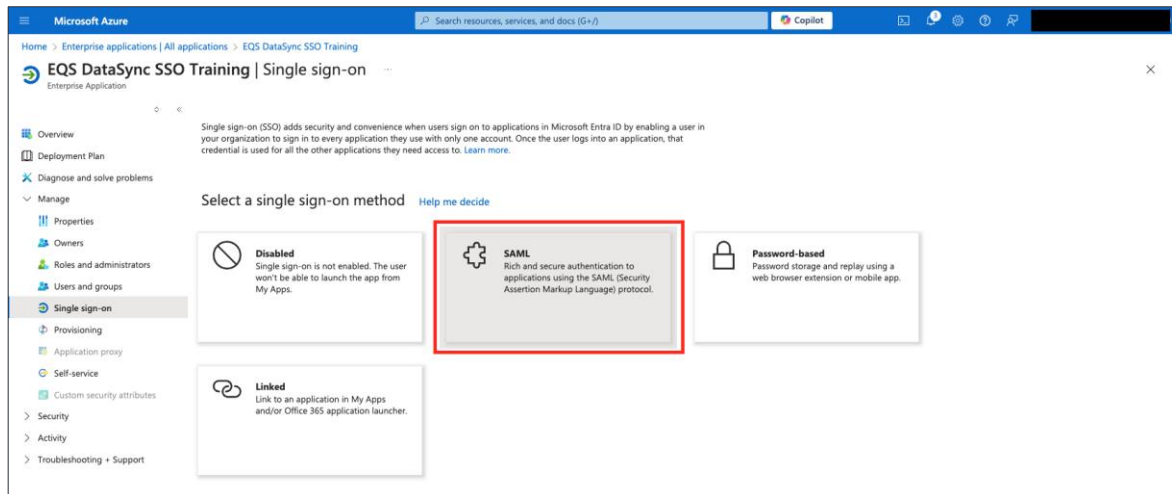 Microsoft Azure
Search resources, services, and docs (G+/)
Copilot
Home > Enterprise applications | All applications > EQS DataSync SSO Training
EQS DataSync SSO Training | Single sign-on ...
Enterprise Application
Overview
Deployment Plan
Diagnose and solve problems
Manage
Properties
Owners
Roles and administrators
Users and groups
Single sign-on
Provisioning
Application proxy
Self-service
Custom security attributes
Security
Activity
Troubleshooting + Support
Single sign-on (SSO) adds security and convenience when users sign on to applications in Microsoft Entra ID by enabling a user in
your organization to sign in to every application they use with only one account. Once the user logs into an application, that
credential is used for all the other applications they need access to. Learn more.
Select a single sign-on method Help me decide
Disabled
Single sign-on is not enabled. The user
won't be able to launch the app from
My Apps.
SAML
Rich and secure authentication to
applications using the SAML (Security
Assertion Markup Language) protocol.
Password-based
Password storage and replay using a
web browser extension or mobile app.
Linked
Link to an application in My Apps
and/or Office 365 application launcher.